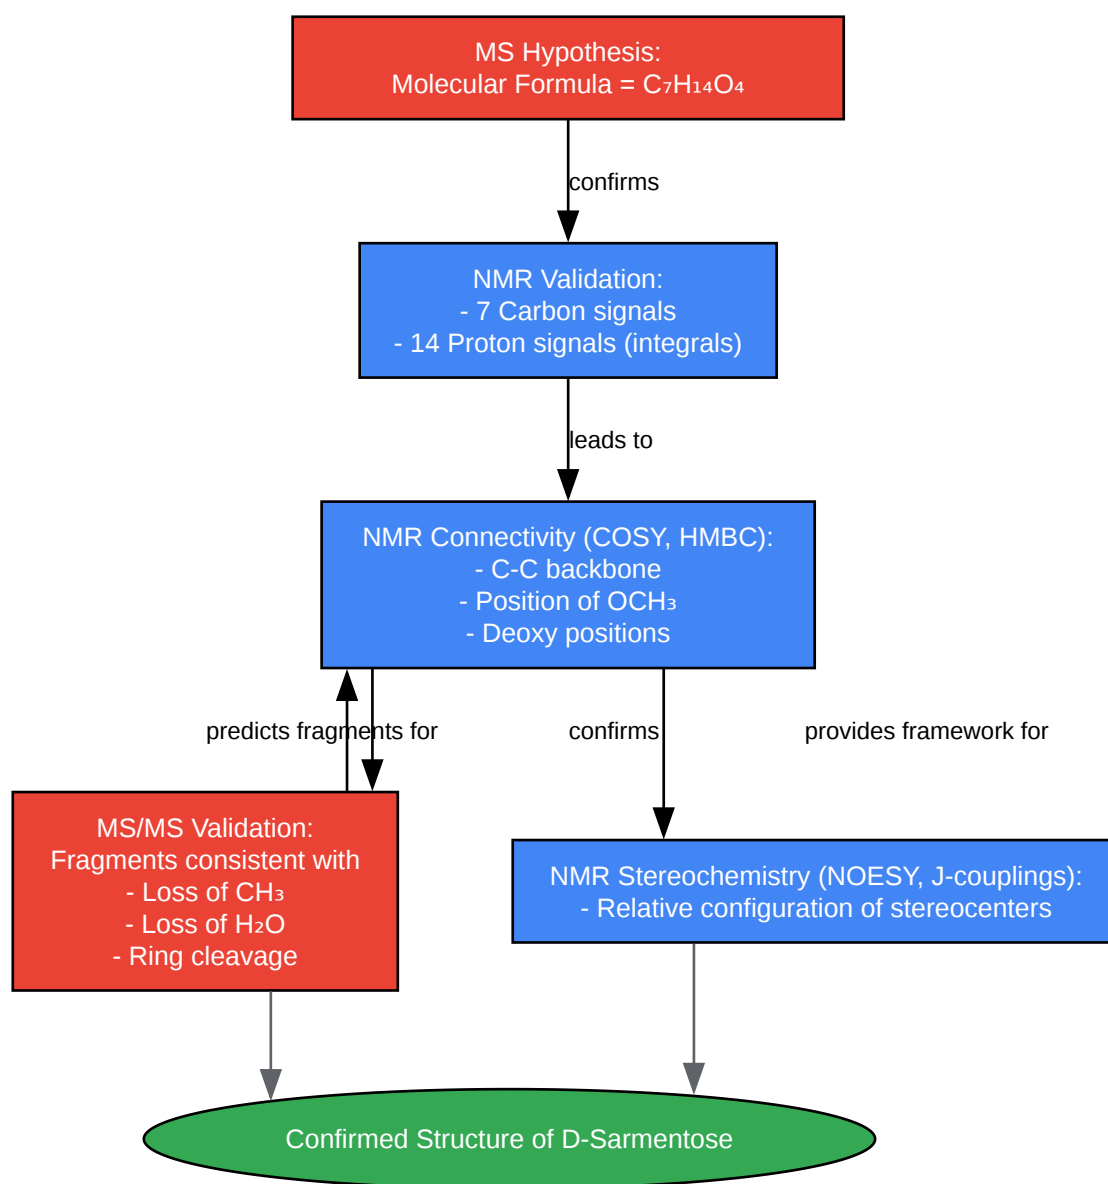 MS Hypothesis:
Molecular Formula = C₇H₁₄O₄
confirms
NMR Validation:
- 7 Carbon signals
- 14 Proton signals (integrals)
leads to
NMR Connectivity (COSY, HMBC):
- C-C backbone
- Position of OCH₃
- Deoxy positions
predicts fragments for
confirms
provides framework for
MS/MS Validation:
Fragments consistent with
- Loss of CH₃
- Loss of H₂O
- Ring cleavage
NMR Stereochemistry (NOESY, J-couplings):
- Relative configuration of stereocenters
Confirmed Structure of D-Sarmentose